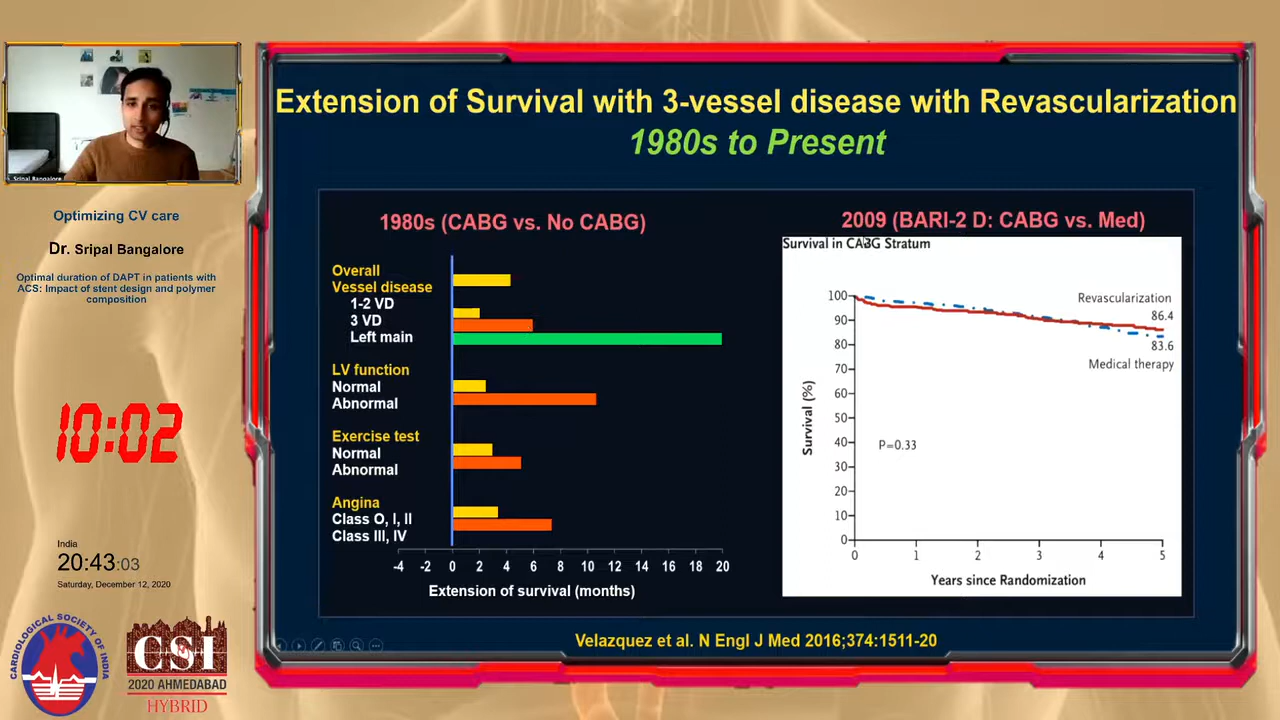 Sripal Bangalore
Optimizing CV care
Dr. Sripal Bangalore
Optimal duration of DAPT in patients with
ACS: Impact of stent design and polymer
composition
10:02
India
20:43:03
Saturday, December 12, 2020
CARDIOLOGICAL SOCIETY OF INDIA
CSI
2020 AHMEDABAD
HYBRID
Extension of Survival with 3-vessel disease with Revascularization
1980s to Present
1980s (CABG vs. No CABG)
Overall
Vessel disease
1-2 VD
3 VD
Left main
LV function
Normal
Abnormal
Exercise test
Normal
Abnormal
Angina
Class O, I, II
Class III, IV
-4 -2 0 2 4 6 8 10 12 14 16 18 20
Extension of survival (months)
2009 (BARI-2 D: CABG vs. Med)
Survival in CABG Stratum
Survival (%)
100
90
80
70
60
50
40
30
20
10
0
Revascularization
86.4
83.6
Medical therapy
P=0.33
0 1 2 3 4 5
Years since Randomization
Velazquez et al. N Engl J Med 2016;374:1511-20